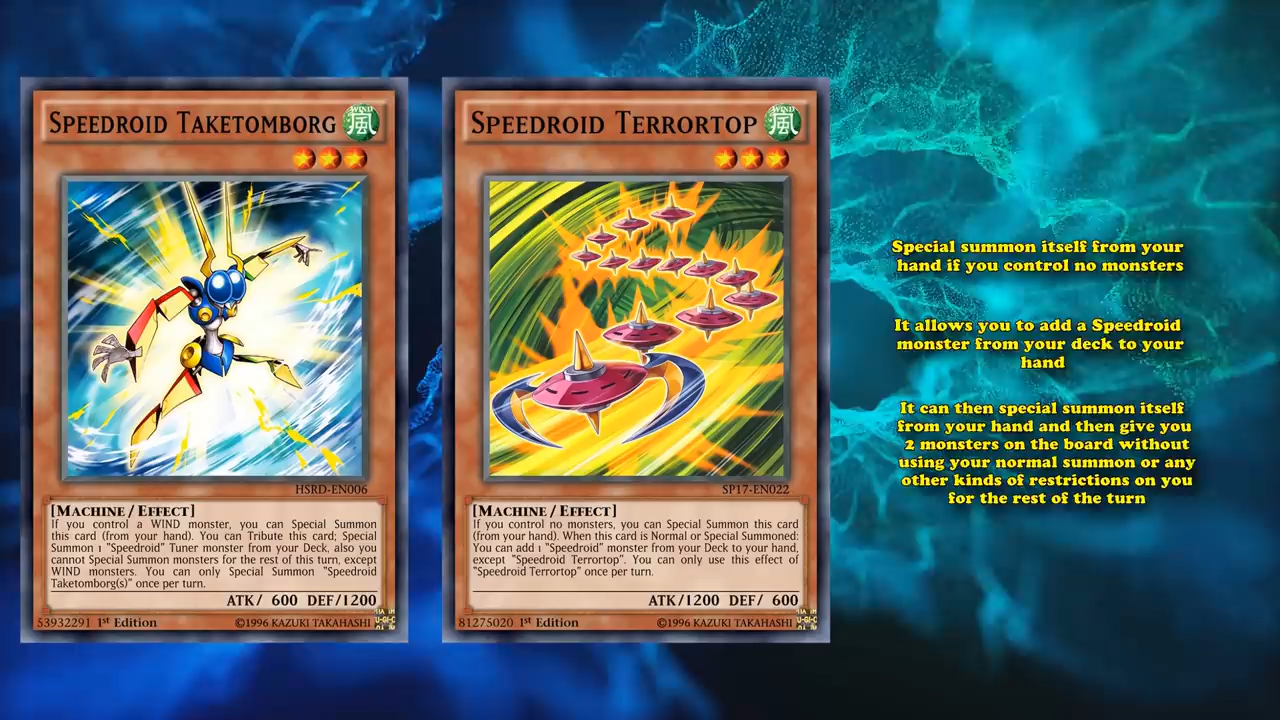 SPEEDROID TAKETOMBORG
WIND
風
HSRD-EN006
[MACHINE / EFFECT]
If you control a WIND monster, you can Special Summon
this card (from your hand). You can Tribute this card; Special
Summon 1 "Speedroid" Tuner monster from your Deck, also you
cannot Special Summon monsters for the rest of this turn, except
WIND monsters. You can only Special Summon "Speedroid
Taketomborg(s)" once per turn.
ATK/ 600 DEF/1200
53932291 1st Edition
©1996 KAZUKI TAKAHASHI
SPEEDROID TERRORTOP
WIND
風
SP17-EN022
[MACHINE / EFFECT]
If you control no monsters, you can Special Summon this card
(from your hand). When this card is Normal or Special Summoned:
You can add 1 "Speedroid" monster from your Deck to your hand,
except "Speedroid Terrortop". You can only use this effect of
"Speedroid Terrortop" once per turn.
ATK/1200 DEF/ 600
81275020 1st Edition
©1996 KAZUKI TAKAHASHI
Special summon itself from your
hand if you control no monsters
It allows you to add a Speedroid
monster from your deck to your
hand
It can then special summon itself
from your hand and then give you
2 monsters on the board without
using your normal summon or any
other kinds of restrictions on you
for the rest of the turn